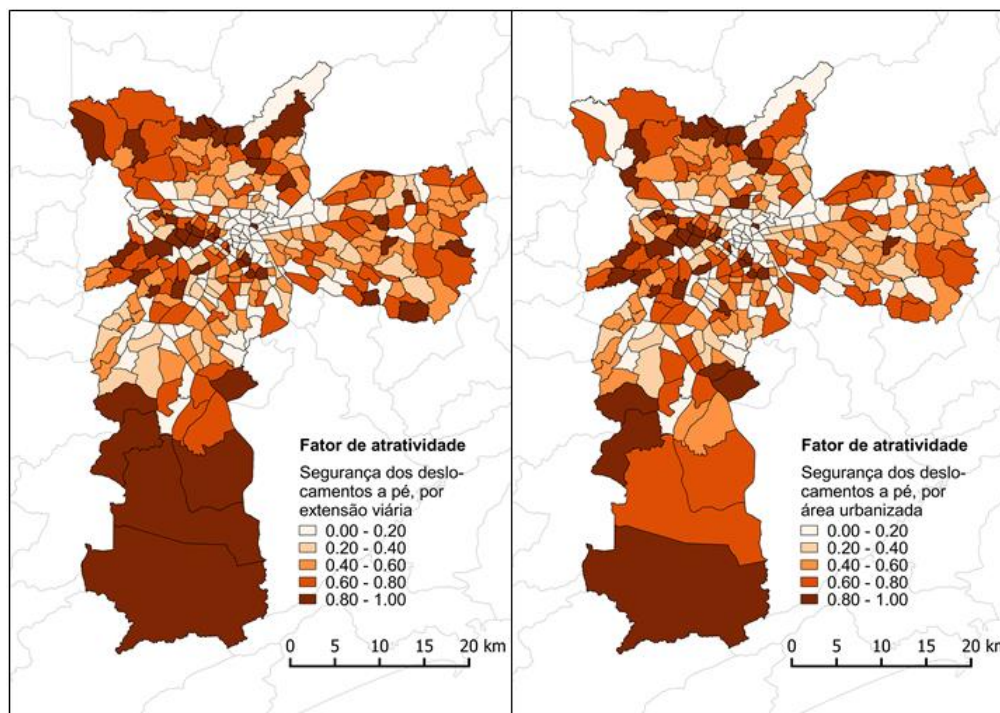 Fator de atratividade
Segurança dos deslo-
camentos a pé, por
extensão viária
0.00 - 0.20
0.20 - 0.40
0.40 - 0.60
0.60 - 0.80
0.80 - 1.00
0 5 10 15 20 km
Fator de atratividade
Segurança dos deslo-
camentos a pé, por
área urbanizada
0.00 - 0.20
0.20 - 0.40
0.40 - 0.60
0.60 - 0.80
0.80 - 1.00
0 5 10 15 20 km